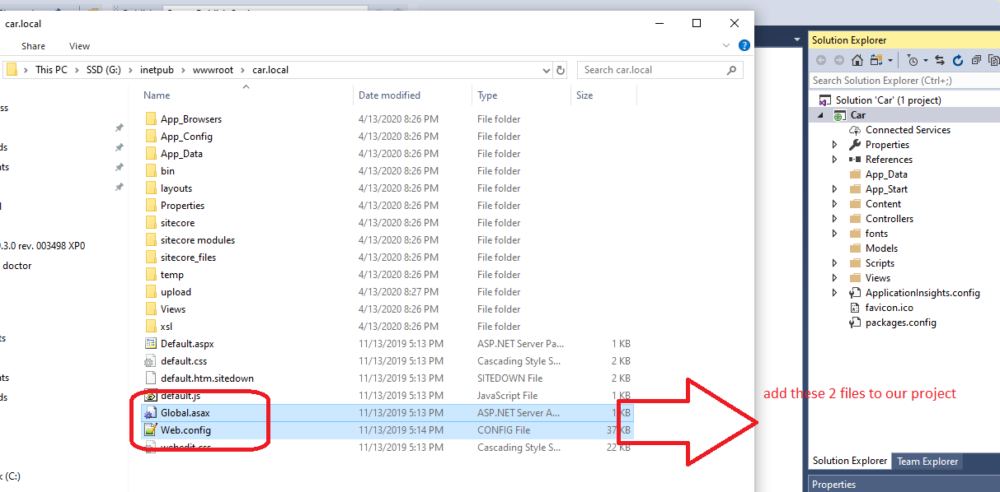 car.local
Share View
This PC > SSD (G:) > inetpub > wwwroot > car.local
Search car.local
Name Date modified Type Size
App_Browsers 4/13/2020 8:26 PM File folder
App_Config 4/13/2020 8:26 PM File folder
App_Data 4/13/2020 8:26 PM File folder
bin 4/13/2020 8:26 PM File folder
layouts 4/13/2020 8:26 PM File folder
Properties 4/13/2020 8:26 PM File folder
sitecore 4/13/2020 8:26 PM File folder
sitecore modules 4/13/2020 8:26 PM File folder
sitecore_files 4/13/2020 8:26 PM File folder
temp 4/13/2020 8:26 PM File folder
upload 4/13/2020 8:27 PM File folder
Views 4/13/2020 8:26 PM File folder
xsl 4/13/2020 8:26 PM File folder
Default.aspx 11/13/2019 5:13 PM ASP.NET Server Pa... 1 KB
default.css 11/13/2019 5:13 PM Cascading Style S... 2 KB
default.htm.sitedown 11/13/2019 5:13 PM SITEDOWN File 2 KB
default.js 11/13/2019 5:13 PM JavaScript File 1 KB
Global.asax 11/13/2019 5:13 PM ASP.NET Server A... 1 KB
Web.config 11/13/2019 5:14 PM CONFIG File 37 KB
webedit.css 11/13/2019 5:13 PM Cascading Style S... 22 KB
ss
ds
nts
.3.0 rev. 003498 XP0
doctor
ts
nts
ds
(C:)
add these 2 files to our project
Solution Explorer
Search Solution Explorer (Ctrl+;)
Solution 'Car' (1 project)
Car
Connected Services
Properties
References
App_Data
App_Start
Content
Controllers
fonts
Models
Scripts
Views
ApplicationInsights.config
favicon.ico
packages.config
Solution Explorer Team Explorer
Properties